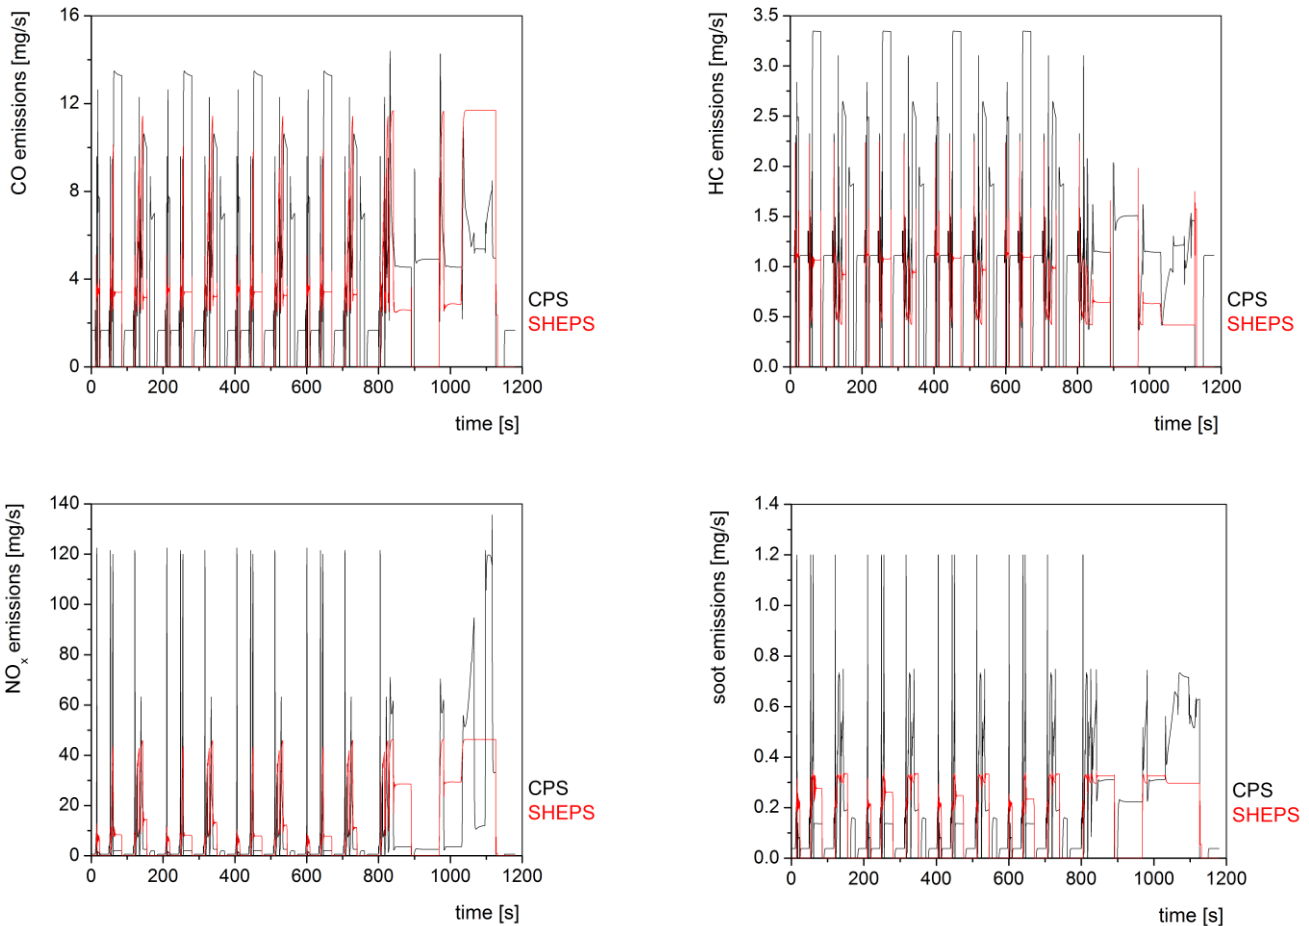 CO emissions [mg/s]
16
12
8
4
0
0 200 400 600 800 1000 1200
time [s]
CPS
SHEPS
HC emissions [mg/s]
3.5
3.0
2.5
2.0
1.5
1.0
0.5
0.0
0 200 400 600 800 1000 1200
time [s]
CPS
SHEPS
NOx emissions [mg/s]
140
120
100
80
60
40
20
0
0 200 400 600 800 1000 1200
time [s]
CPS
SHEPS
soot emissions [mg/s]
1.4
1.2
1.0
0.8
0.6
0.4
0.2
0.0
0 200 400 600 800 1000 1200
time [s]
CPS
SHEPS